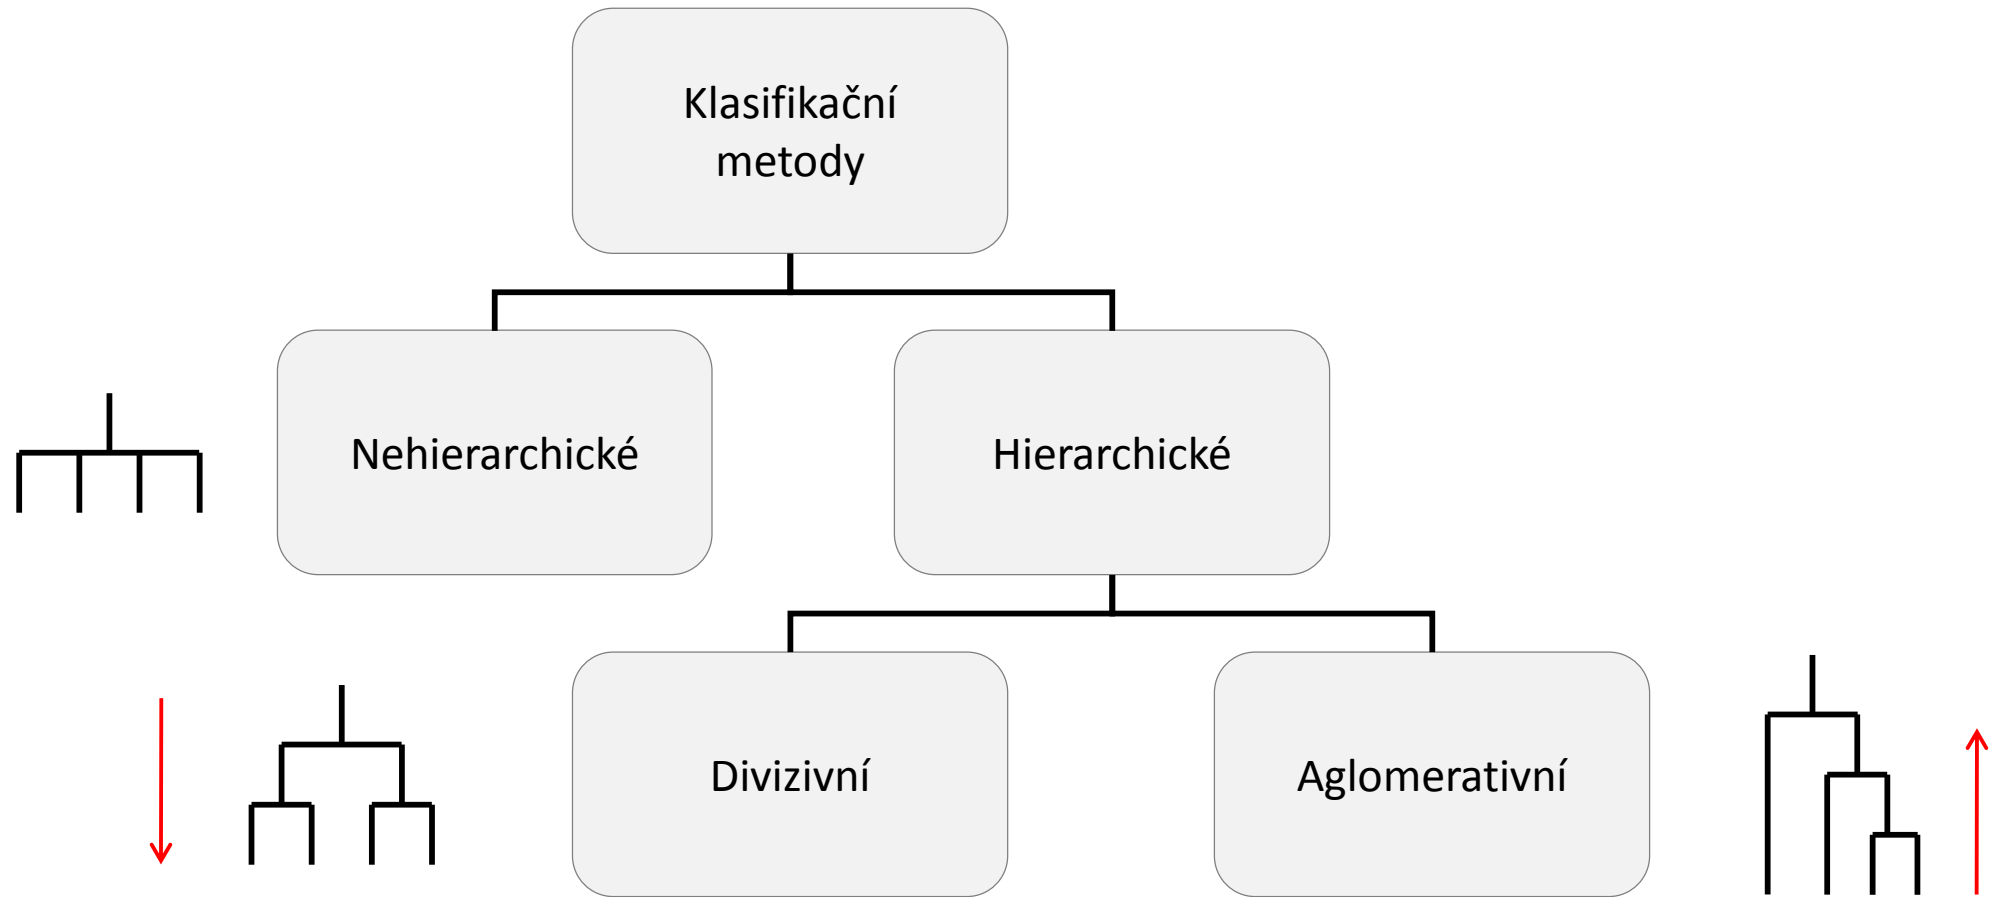 Klasifikační
metody
Nehierarchické
Hierarchické
Divizivní
Aglomerativní